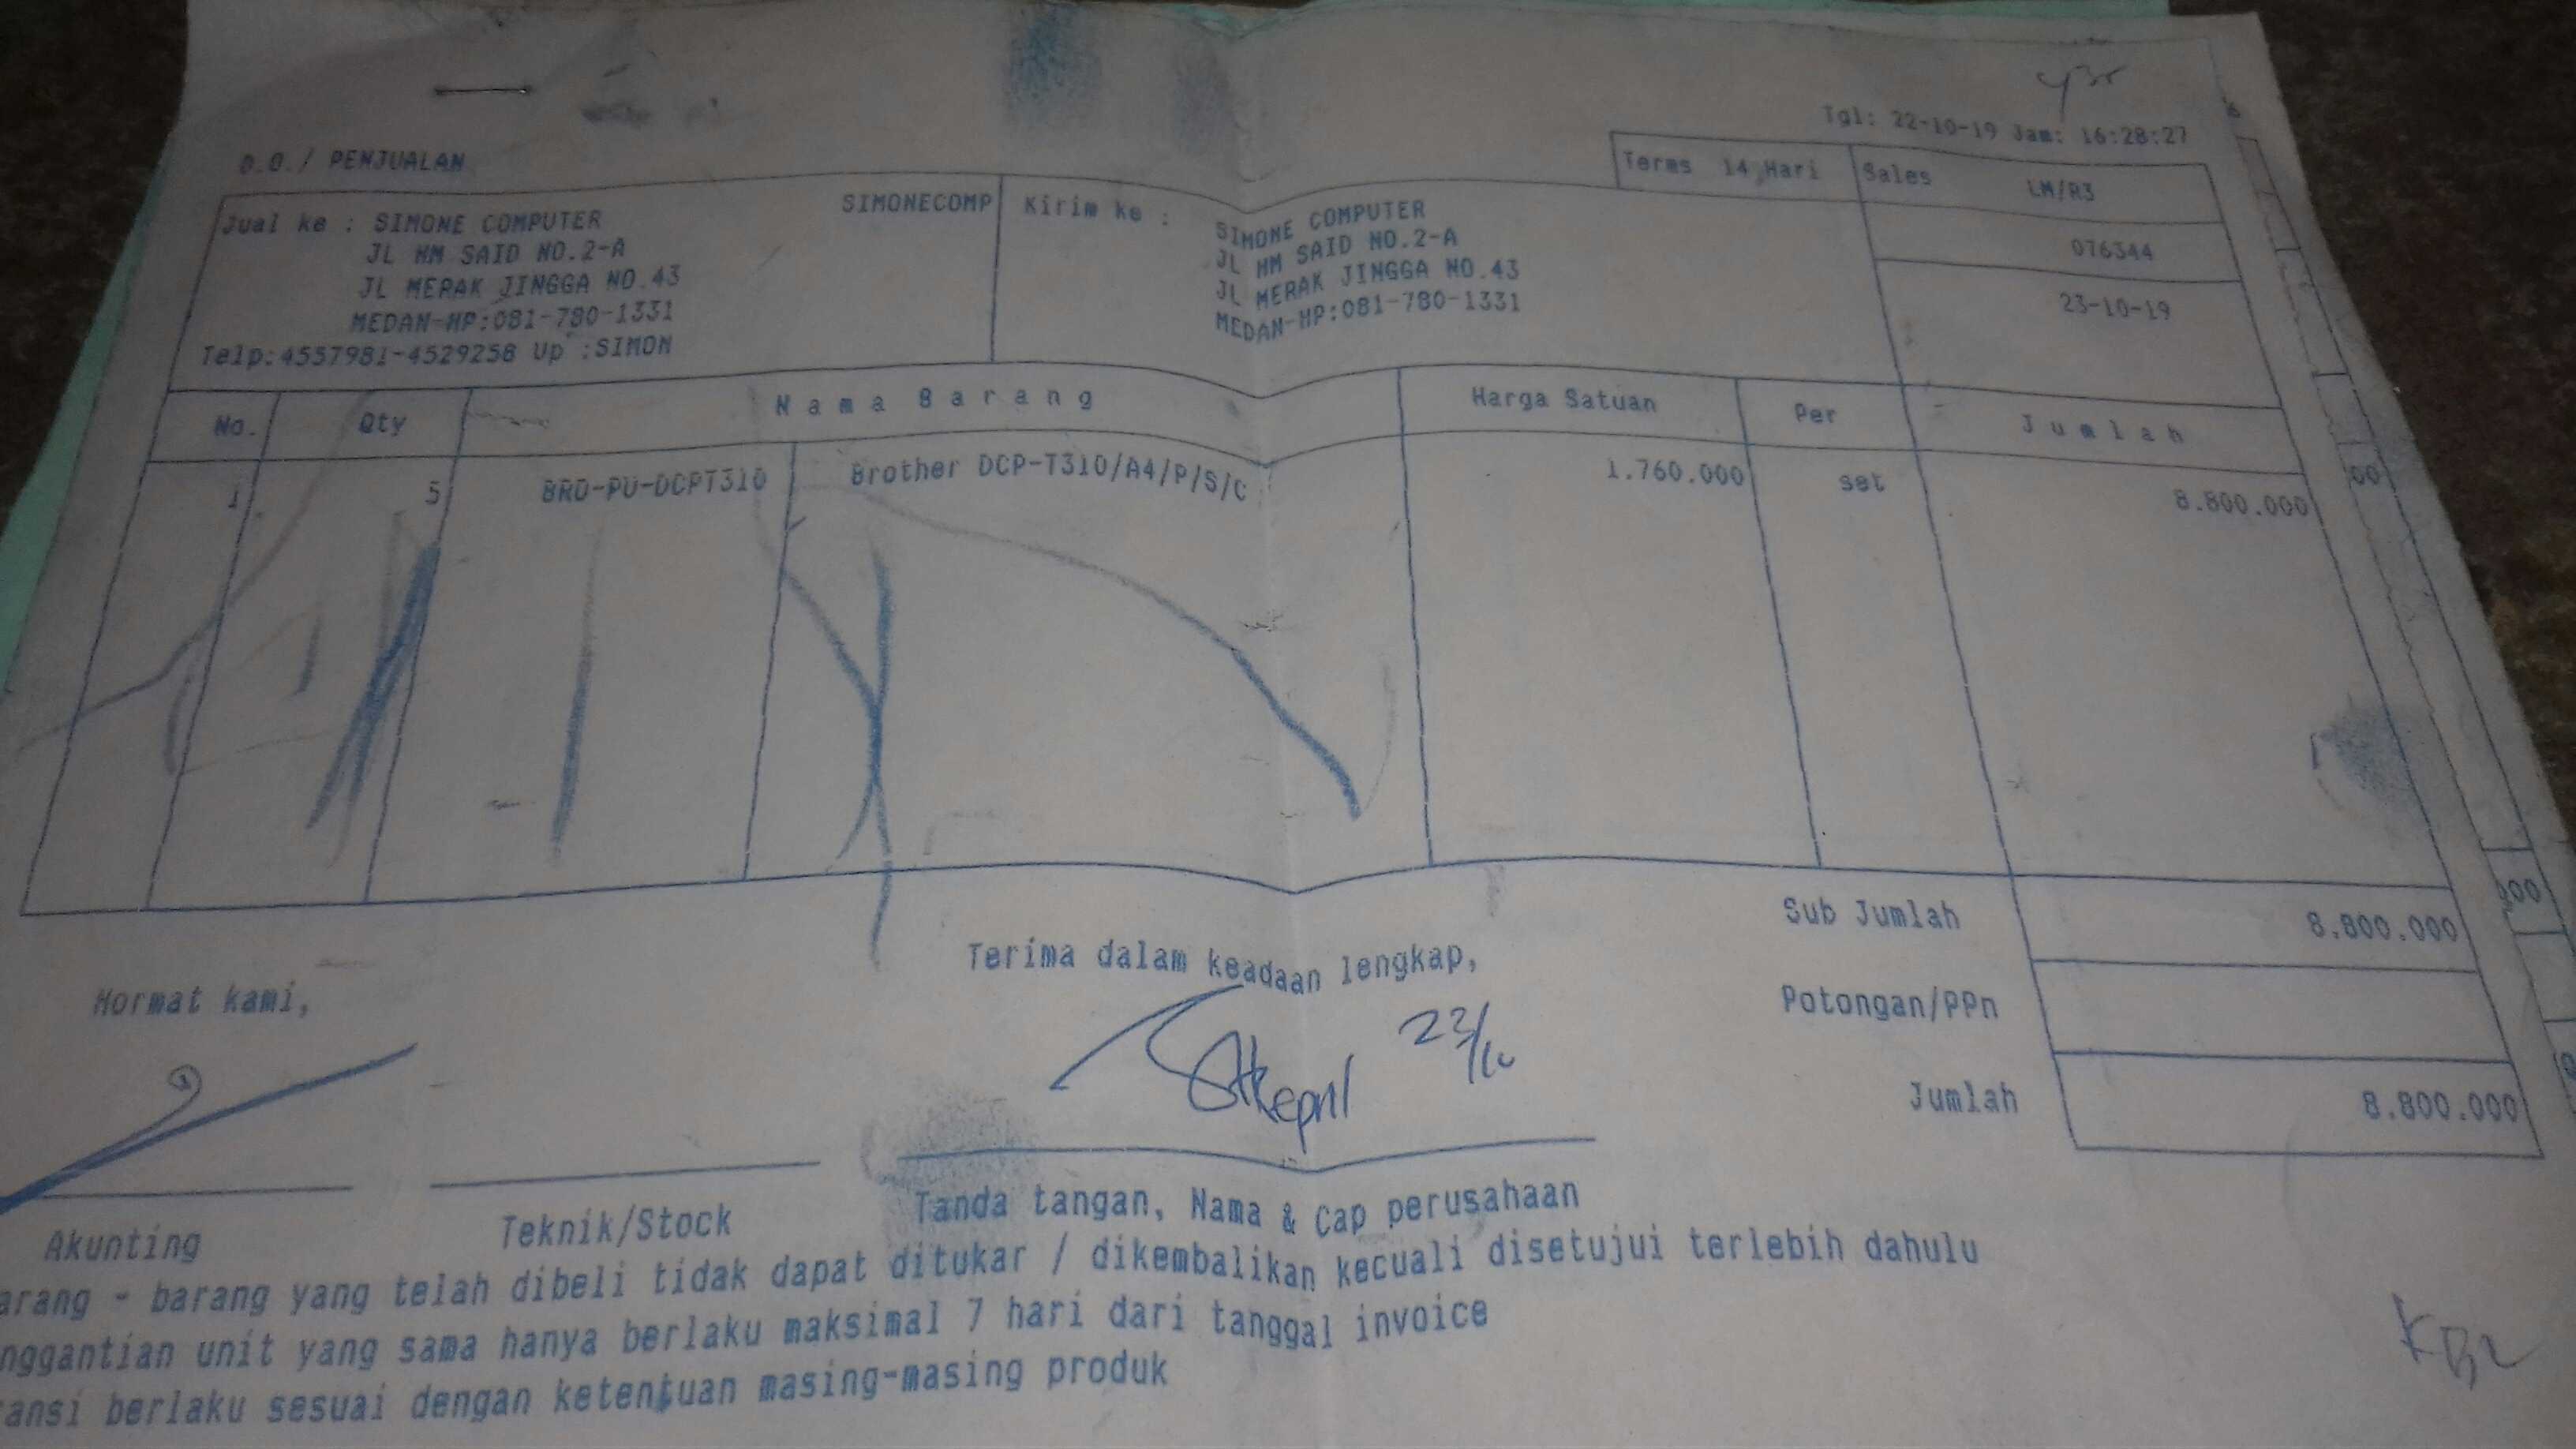 Tgl: 22-10-19 Jam: 16:28:27
D.O./ PENJUALAN
Terms 14 Hari Sales LM/R3
Jual ke : SIMONE COMPUTER SIMONECOMP
JL HM SAID NO.2-A
JL MERAK JINGGA NO.43
MEDAN-HP:081-780-1331
Telp:4557981-4529258 Up :SIMON
Kirim ke : SIMONE COMPUTER
JL HM SAID NO.2-A
JL MERAK JINGGA NO.43
MEDAN-HP:081-780-1331
076344
23-10-19
No. Qty Nama Barang Harga Satuan Per Jumlah
1 5 BRO-PU-DCPT310 Brother DCP-T310/A4/P/S/C 1.760.000 set 8.800.000
Sub Jumlah 8.800.000
Potongan/PPn
Jumlah 8.800.000
Hormat kami,
Terima dalam keadaan lengkap,
23/10
Akunting
Teknik/Stock
Tanda tangan, Nama & Cap perusahaan
arang - barang yang telah dibeli tidak dapat ditukar / dikembalikan kecuali disetujui terlebih dahulu
nggantian unit yang sama hanya berlaku maksimal 7 hari dari tanggal invoice
ansi berlaku sesuai dengan ketentuan masing-masing produk